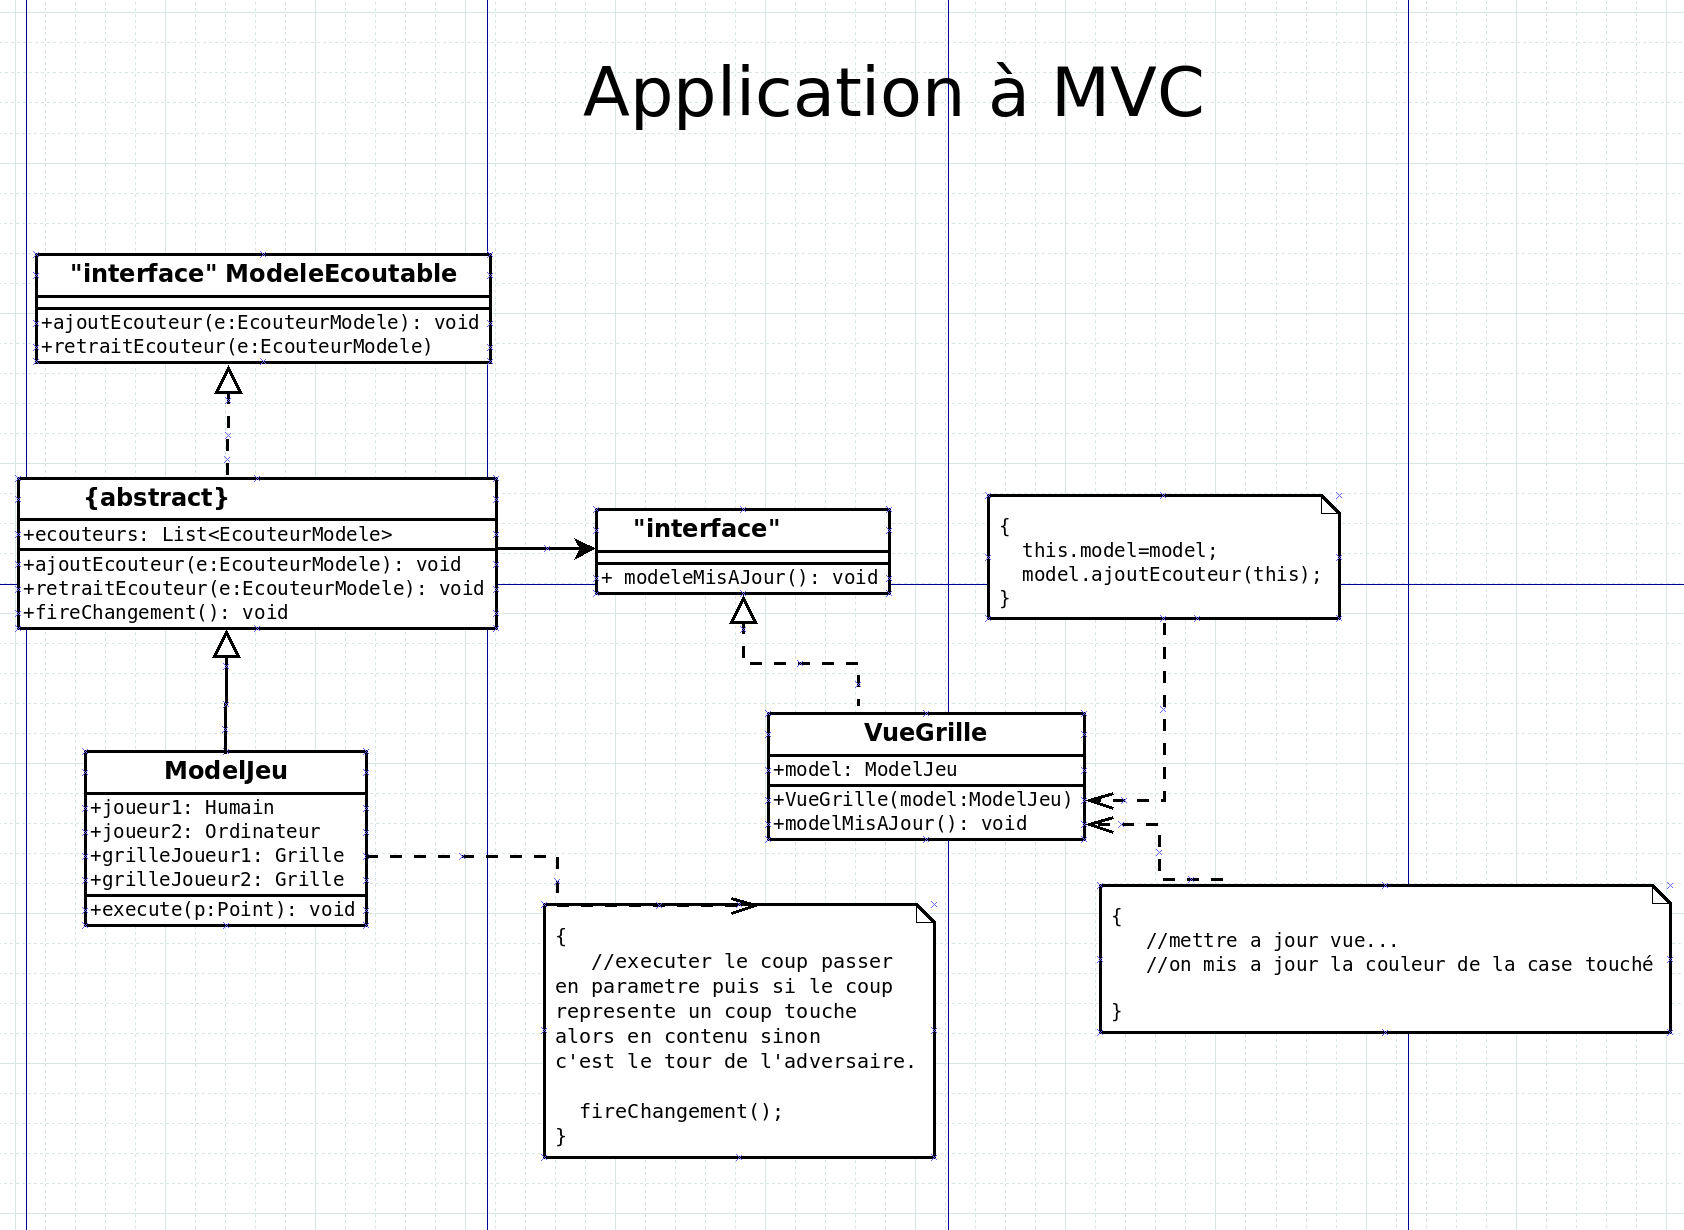 Application à MVC
"interface" ModeleEcoutable
+ajoutEcouteur(e:EcouteurModele): void
+retraitEcouteur(e:EcouteurModele)
{abstract}
+ecouteurs: List<EcouteurModele>
+ajoutEcouteur(e:EcouteurModele): void
+retraitEcouteur(e:EcouteurModele): void
+fireChangement(): void
"interface"
+ modeleMisAJour(): void
{
this.model=model;
model.ajoutEcouteur(this);
}
VueGrille
+model: ModelJeu
+VueGrille(model:ModelJeu)
+modelMisAJour(): void
ModelJeu
+joueur1: Humain
+joueur2: Ordinateur
+grilleJoueur1: Grille
+grilleJoueur2: Grille
+execute(p:Point): void
{
//executer le coup passer
en parametre puis si le coup
represente un coup touche
alors en contenu sinon
c'est le tour de l'adversaire.
fireChangement();
}
{
//mettre a jour vue...
//on mis a jour la couleur de la case touché
}